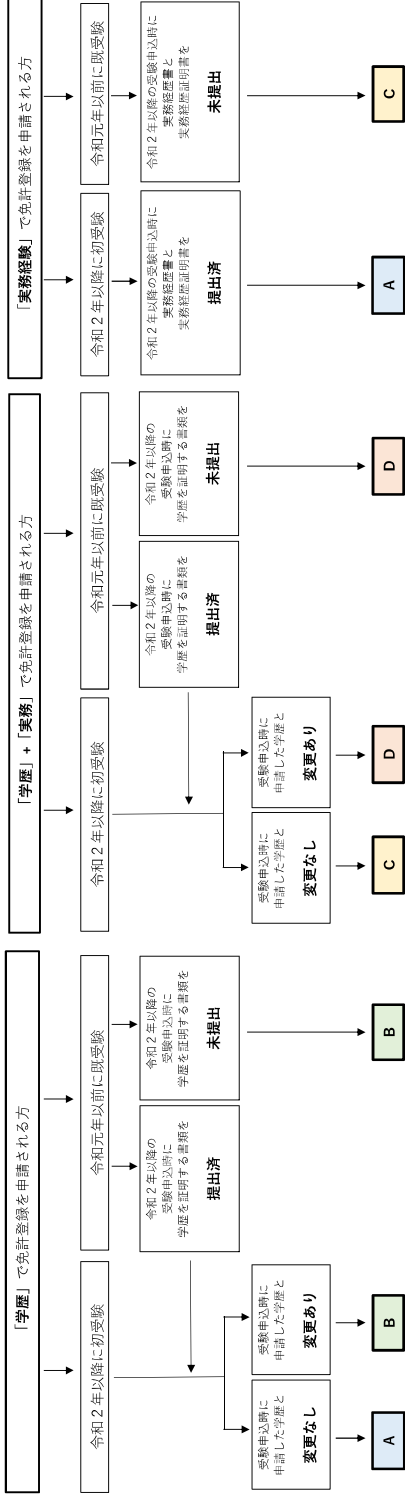 「学歴」で免許登録を申請される方
令和２年以降に初受験
令和元年以前に既受験
令和２年以降の
受験申込時に
学歴を証明する書類を
提出済
令和２年以降の
受験申込時に
学歴を証明する書類を
未提出
受験申込時に
申請した学歴と
変更なし
受験申込時に
申請した学歴と
変更あり
A
B
B
「学歴」+「実務」で免許登録を申請される方
令和２年以降に初受験
令和元年以前に既受験
令和２年以降の
受験申込時に
学歴を証明する書類を
提出済
令和２年以降の
受験申込時に
学歴を証明する書類を
未提出
受験申込時に
申請した学歴と
変更なし
受験申込時に
申請した学歴と
変更あり
C
D
D
「実務経験」で免許登録を申請される方
令和２年以降に初受験
令和元年以前に既受験
令和２年以降の受験申込時に
実務経歴書と
実務経歴証明書を
提出済
令和２年以降の受験申込時に
実務経歴書と
実務経歴証明書を
未提出
A
C